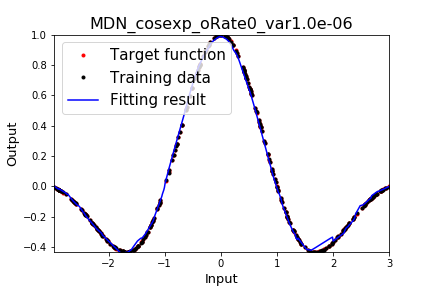 MDN_cosexp_oRate0_var1.0e-06
Target function
Training data
Fitting result
1.0
0.8
0.6
0.4
0.2
0.0
−0.2
−0.4
Output
−2
−1
0
1
2
3
Input